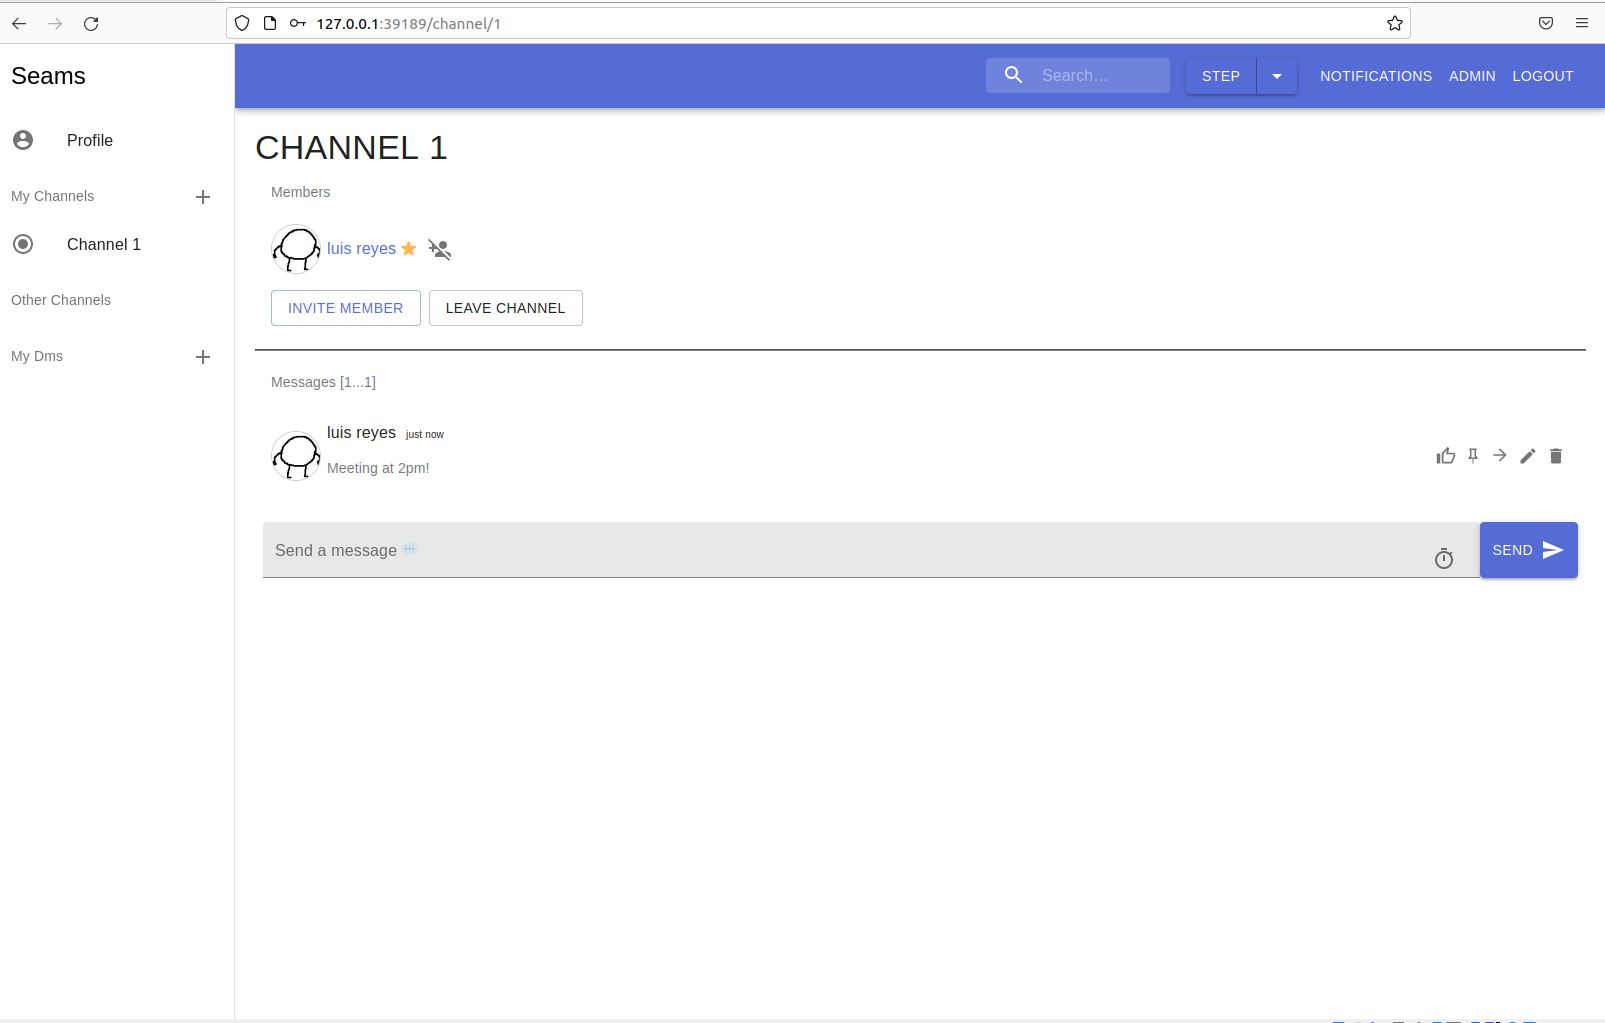 127.0.0.1:39189/channel/1
Seams
Search...
STEP
NOTIFICATIONS
ADMIN
LOGOUT
Profile
My Channels
Channel 1
Other Channels
My Dms
CHANNEL 1
Members
luis reyes
INVITE MEMBER
LEAVE CHANNEL
Messages [1...1]
luis reyes just now
Meeting at 2pm!
Send a message 💬
SEND